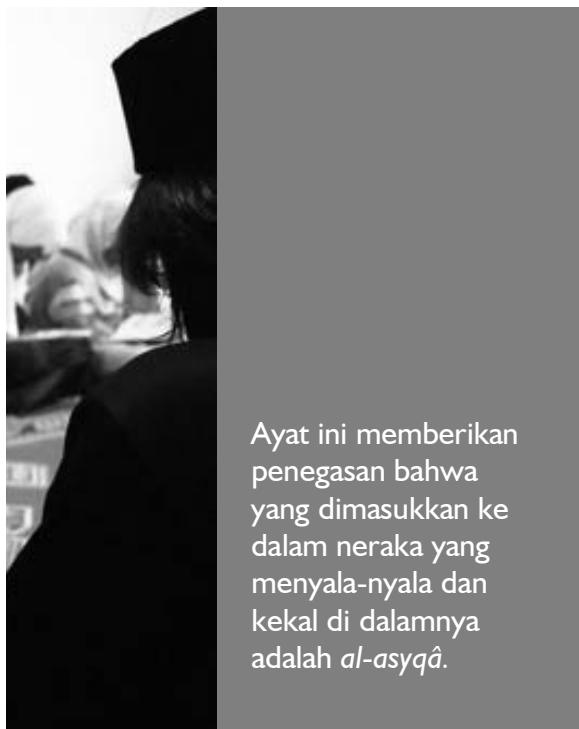 Ayat ini memberikan
penegasan bahwa
yang dimasukkan ke
dalam neraka yang
menyala-nyala dan
kekal di dalamnya
adalah al-asyqâ.